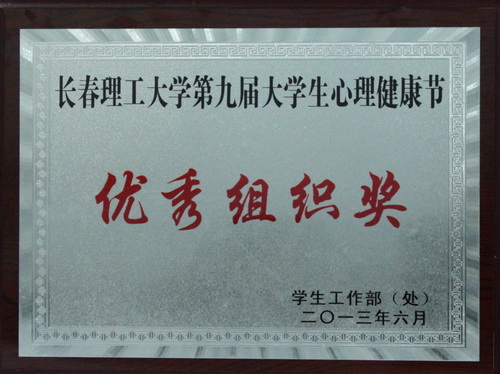 长春理工大学第九届大学生心理健康节
优秀组织奖
学生工作部（处）
二〇一三年六月